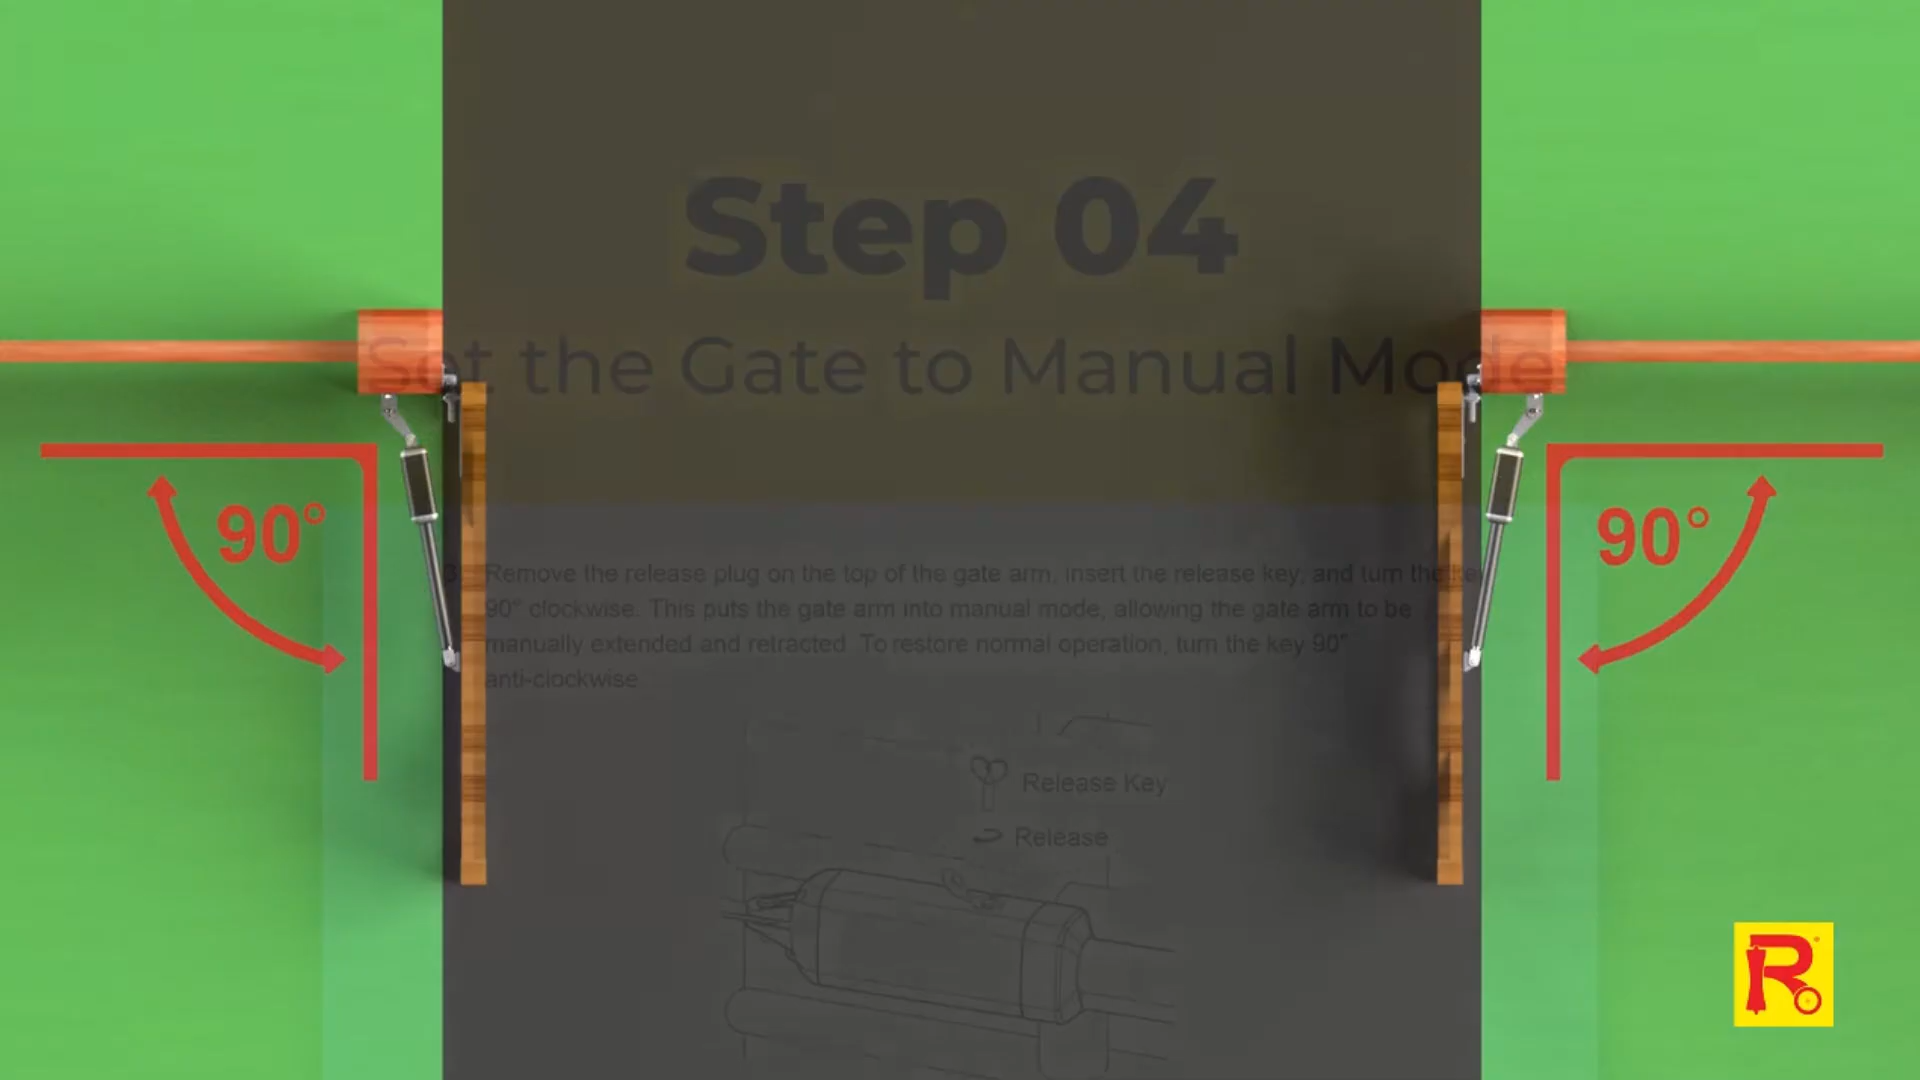 Step 04
Set the Gate to Manual Mode
90°
90°
Remove the release plug on the top of the gate arm, insert the release key, and turn the key
90° clockwise. This puts the gate arm into manual mode, allowing the gate arm to be
manually extended and retracted. To restore normal operation, turn the key 90°
anti-clockwise.
Release Key
Release
R